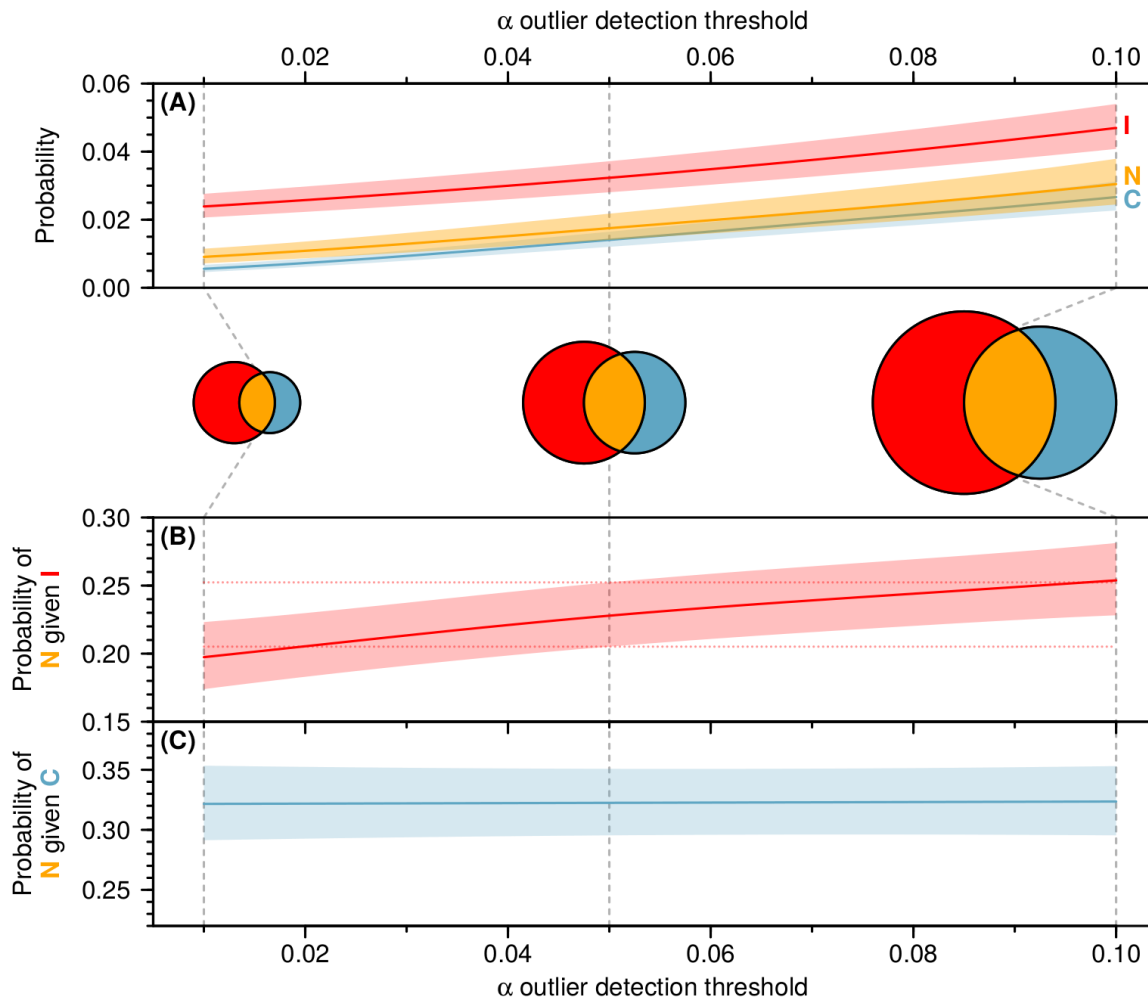 α outlier detection threshold
0.02 0.04 0.06 0.08 0.10
(A)
Probability
0.06
0.04
0.02
0.00
I
N
C
(B)
Probability of
N given I
0.30
0.25
0.20
0.15
(C)
Probability of
N given C
0.35
0.30
0.25
0.02 0.04 0.06 0.08 0.10
α outlier detection threshold